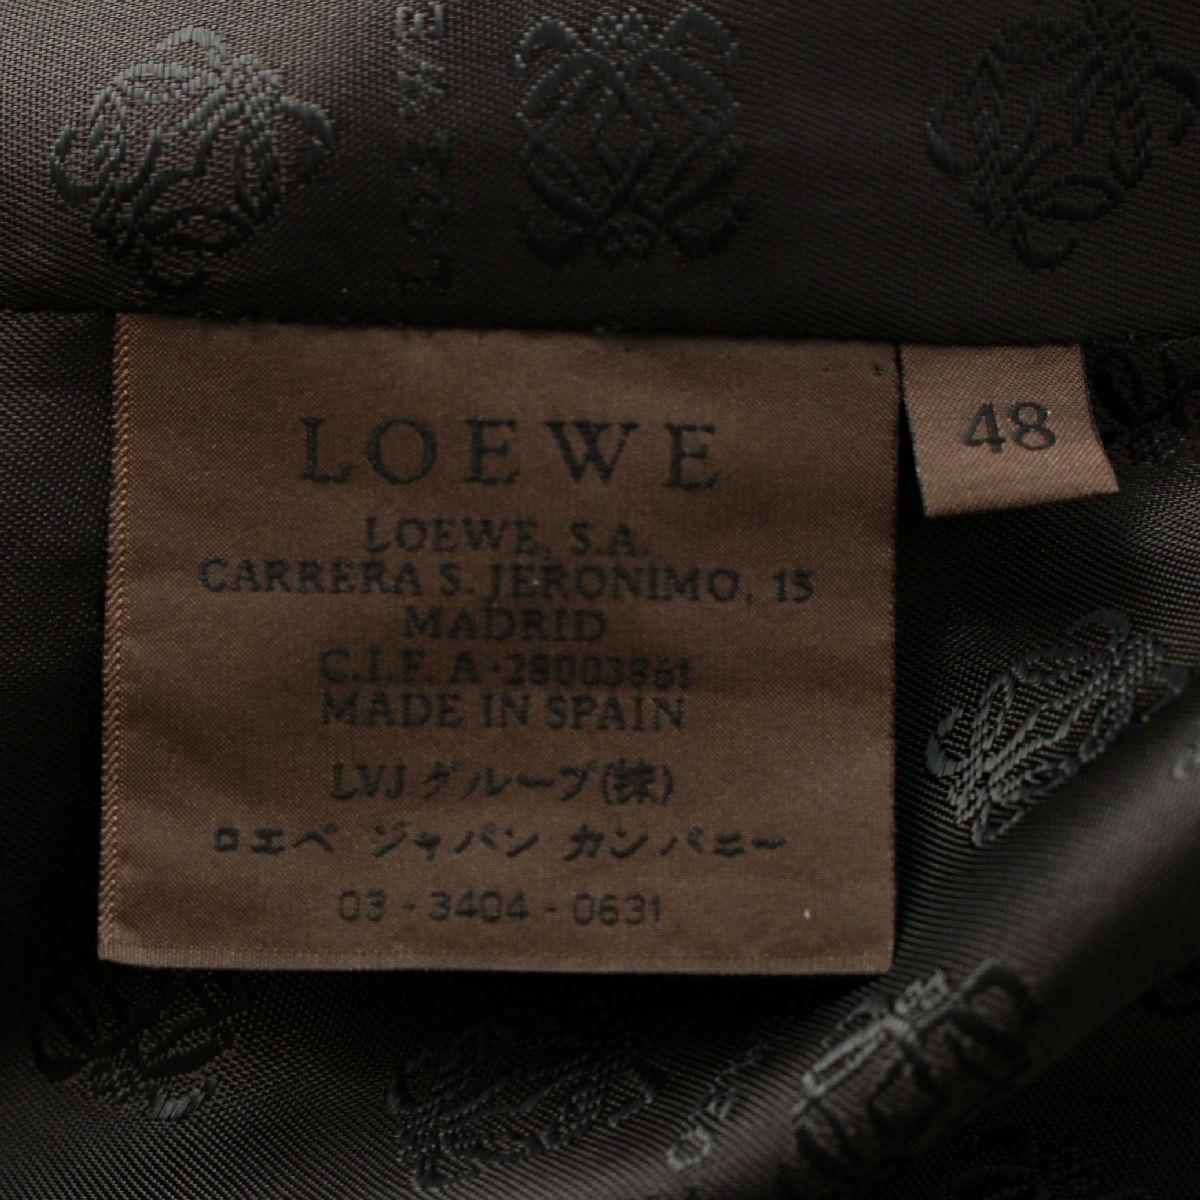 LOEWE
LOEWE
48
LOEWE, S.A.
CARRERA S. JERONIMO, 15
MADRID
C.I.F. A-28003861
MADE IN SPAIN
LVJ グループ(株)
ロエベ ジャパン カンパニー
03-3404-0631